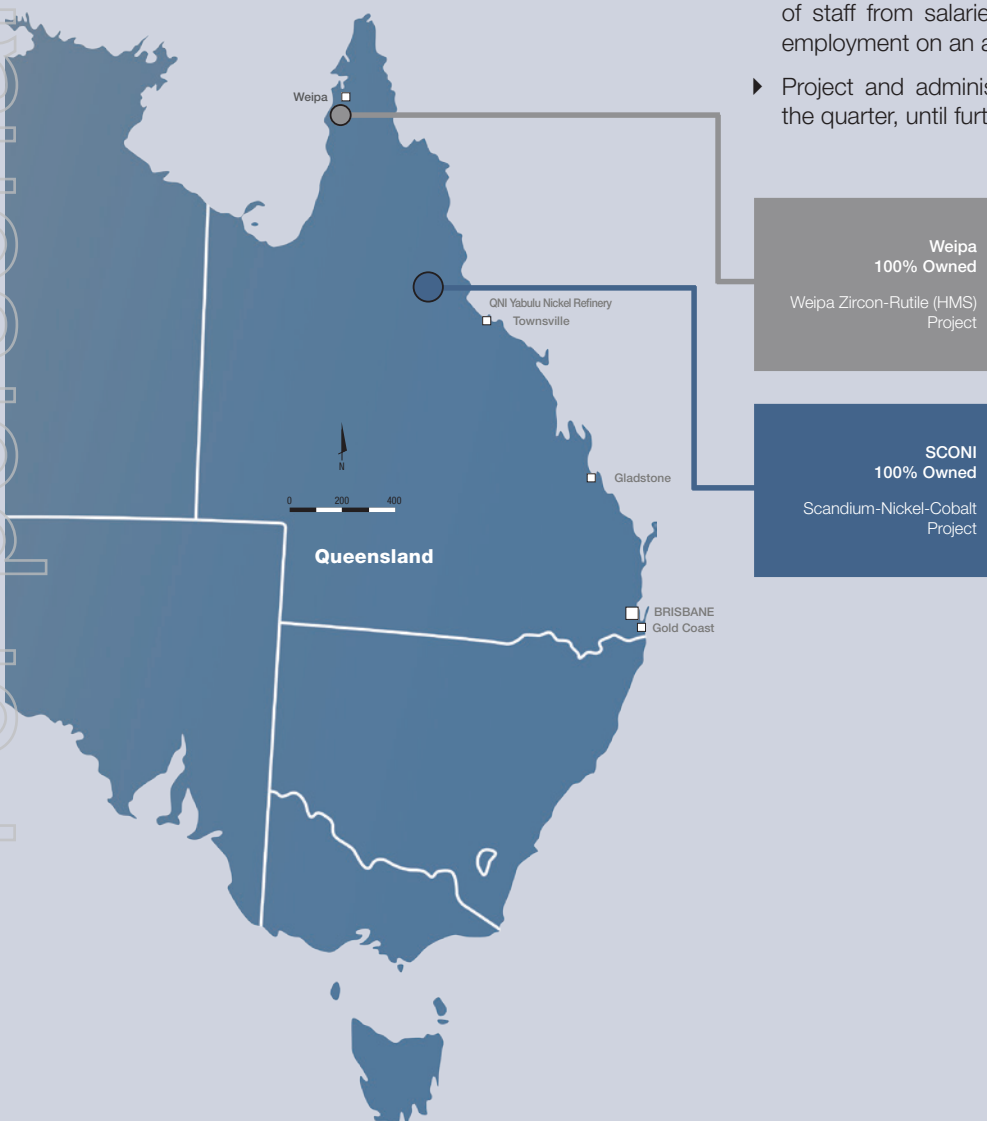 of staff from salarie
employment on an a
Project and adminis
the quarter, until furt
Weipa
Weipa
100% Owned
Weipa Zircon-Rutile (HMS)
Project
QNI Yabulu Nickel Refinery
Townsville
SCONI
100% Owned
Scandium-Nickel-Cobalt
Project
N
0 200 400
Gladstone
Queensland
BRISBANE
Gold Coast